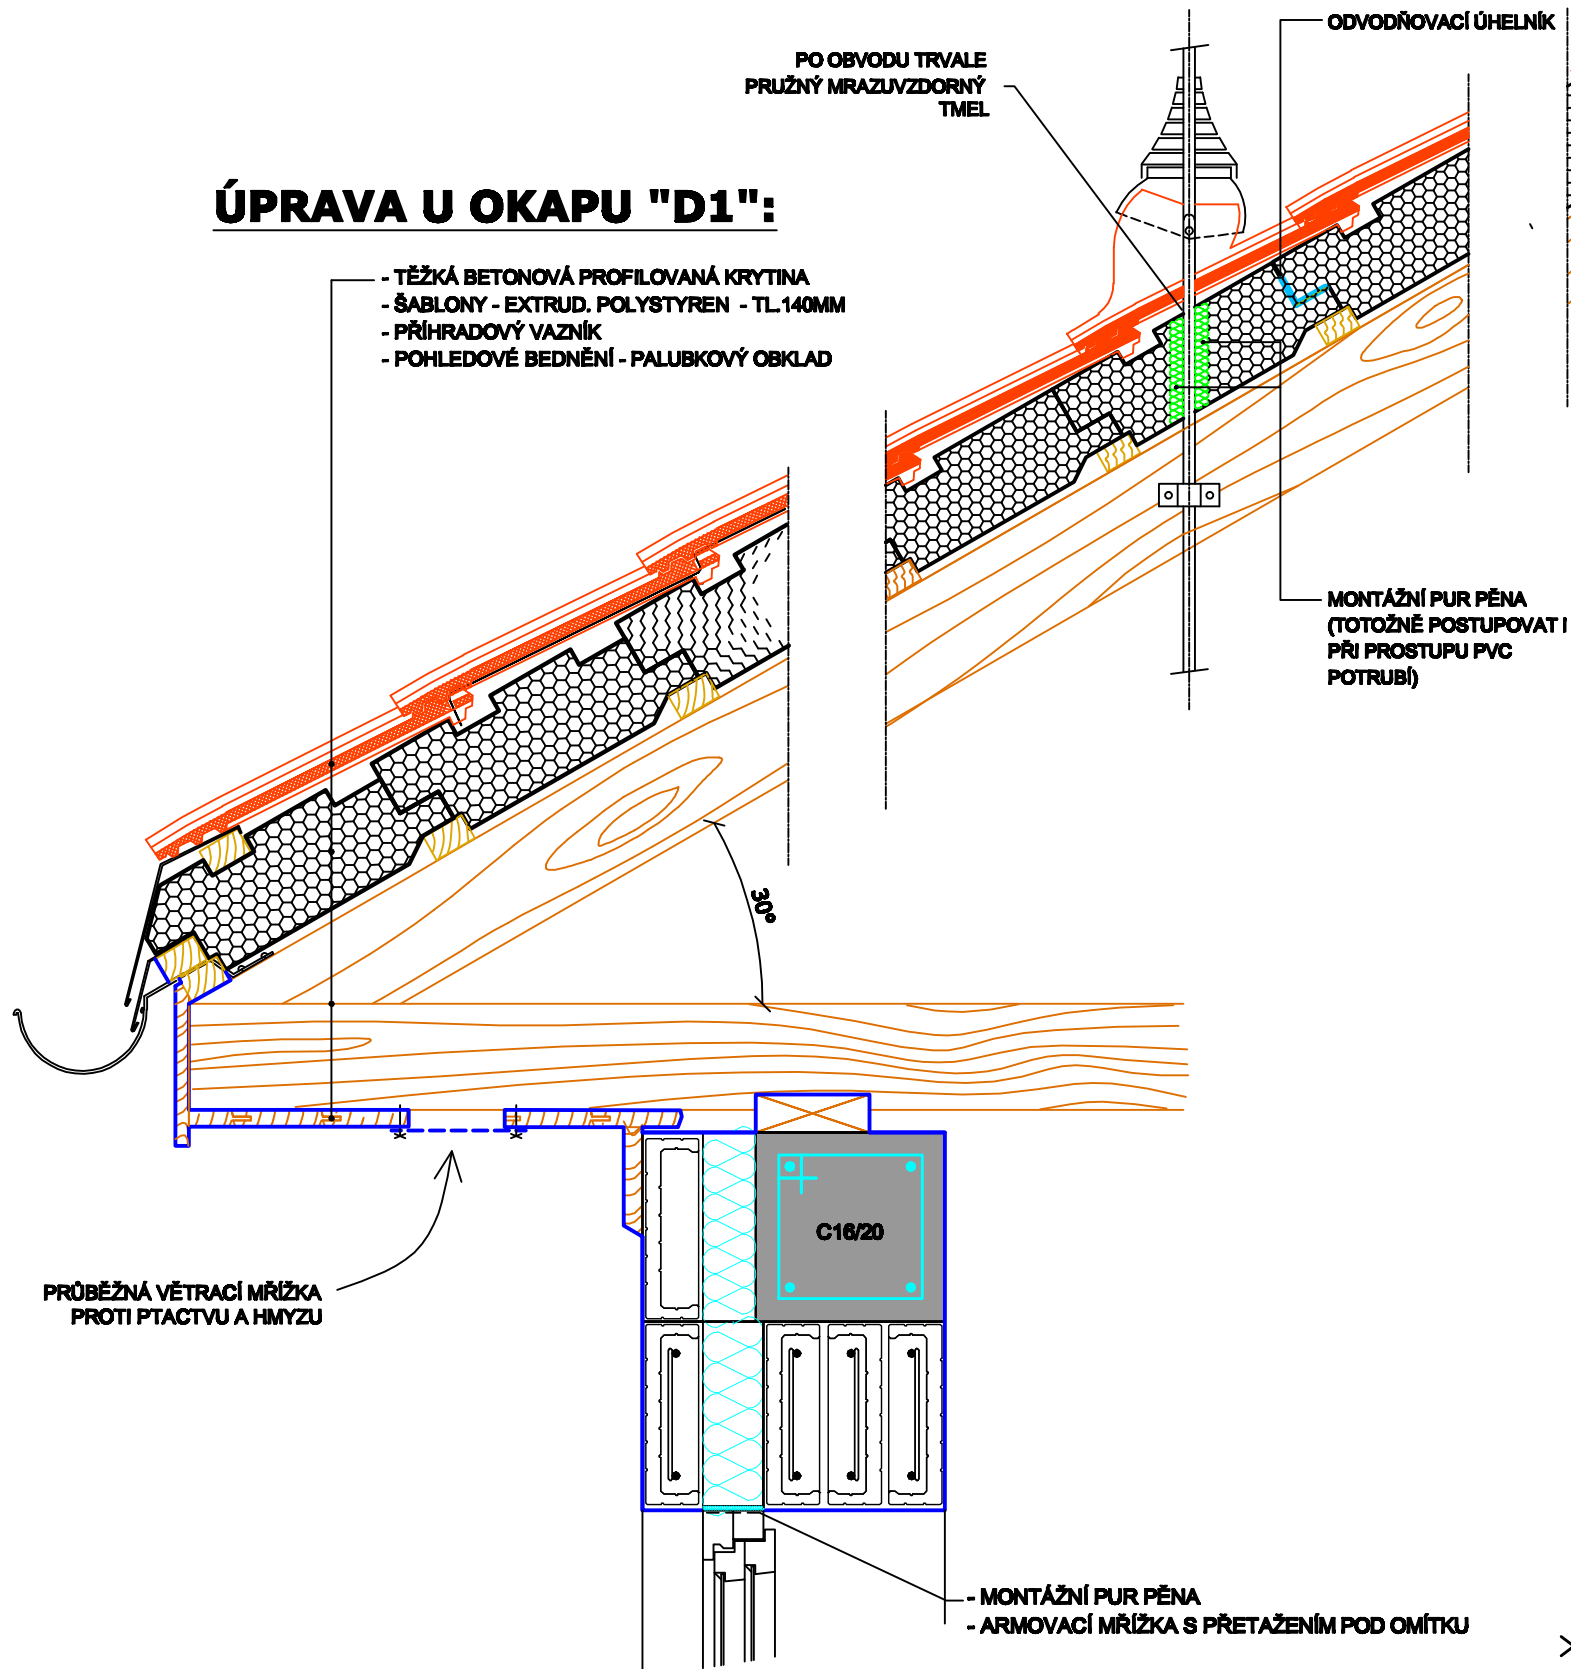 ODVODŇOVACÍ ÚHELNÍK
PO OBVODU TRVALE
PRUŽNÝ MRAZUVZDORNÝ
TMEL
ÚPRAVA U OKAPU "D1":
- TĚŽKÁ BETONOVÁ PROFILOVANÁ KRYTINA
- ŠABLONY - EXTRUD. POLYSTYREN - TL.140MM
- PŘÍHRADOVÝ VAZNÍK
- POHLEDOVÉ BEDNĚNÍ - PALUBKOVÝ OBKLAD
MONTÁŽNÍ PUR PĚNA
(TOTOŽNĚ POSTUPOVAT I
PŘI PROSTUPU PVC
POTRUBÍ)
30°
C16/20
PRŮBĚŽNÁ VĚTRACÍ MŘÍŽKA
PROTI PTACTVU A HMYZU
- MONTÁŽNÍ PUR PĚNA
- ARMOVACÍ MŘÍŽKA S PŘETAŽENÍM POD OMÍTKU